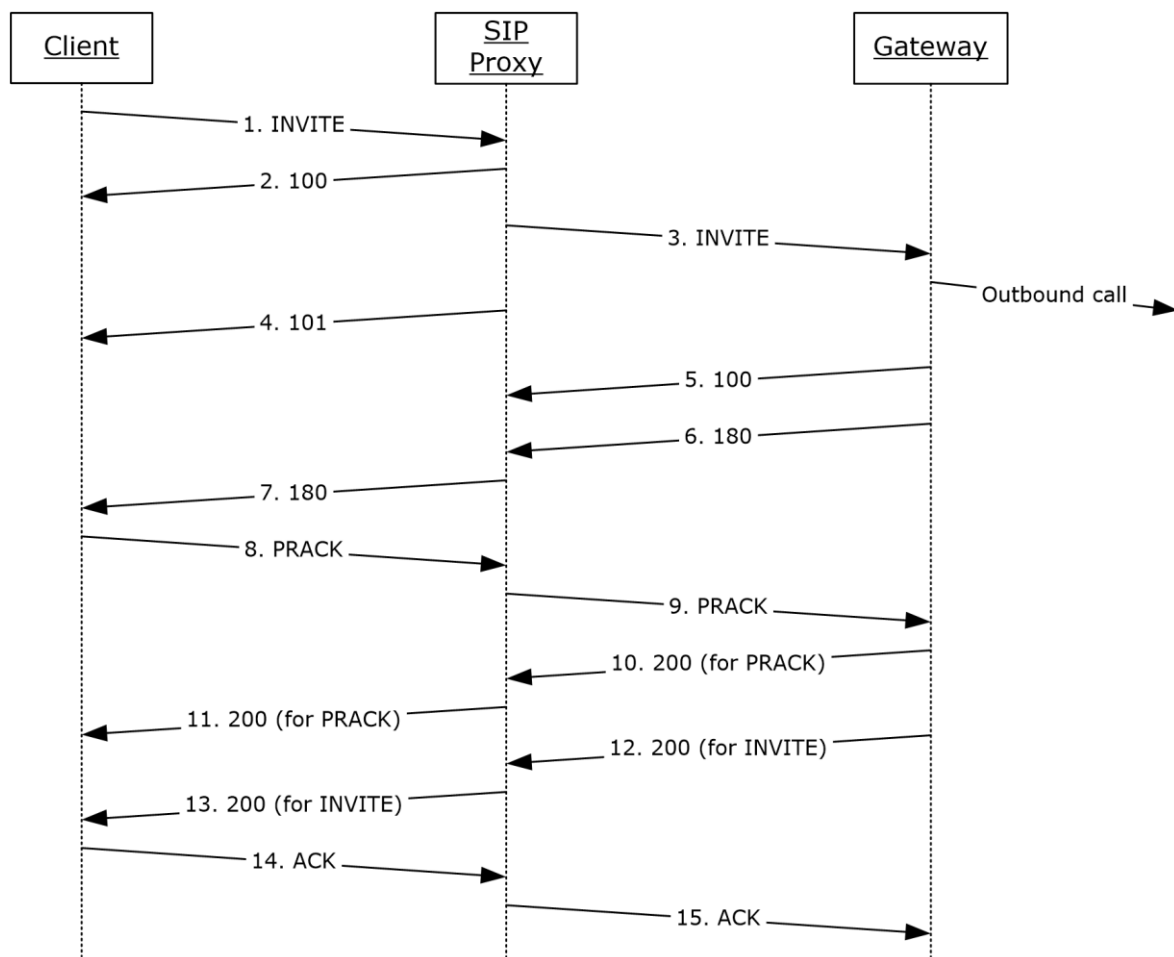 Client
SIP
Proxy
Gateway
1. INVITE
2. 100
3. INVITE
Outbound call
4. 101
5. 100
6. 180
7. 180
8. PRACK
9. PRACK
10. 200 (for PRACK)
11. 200 (for PRACK)
12. 200 (for INVITE)
13. 200 (for INVITE)
14. ACK
15. ACK